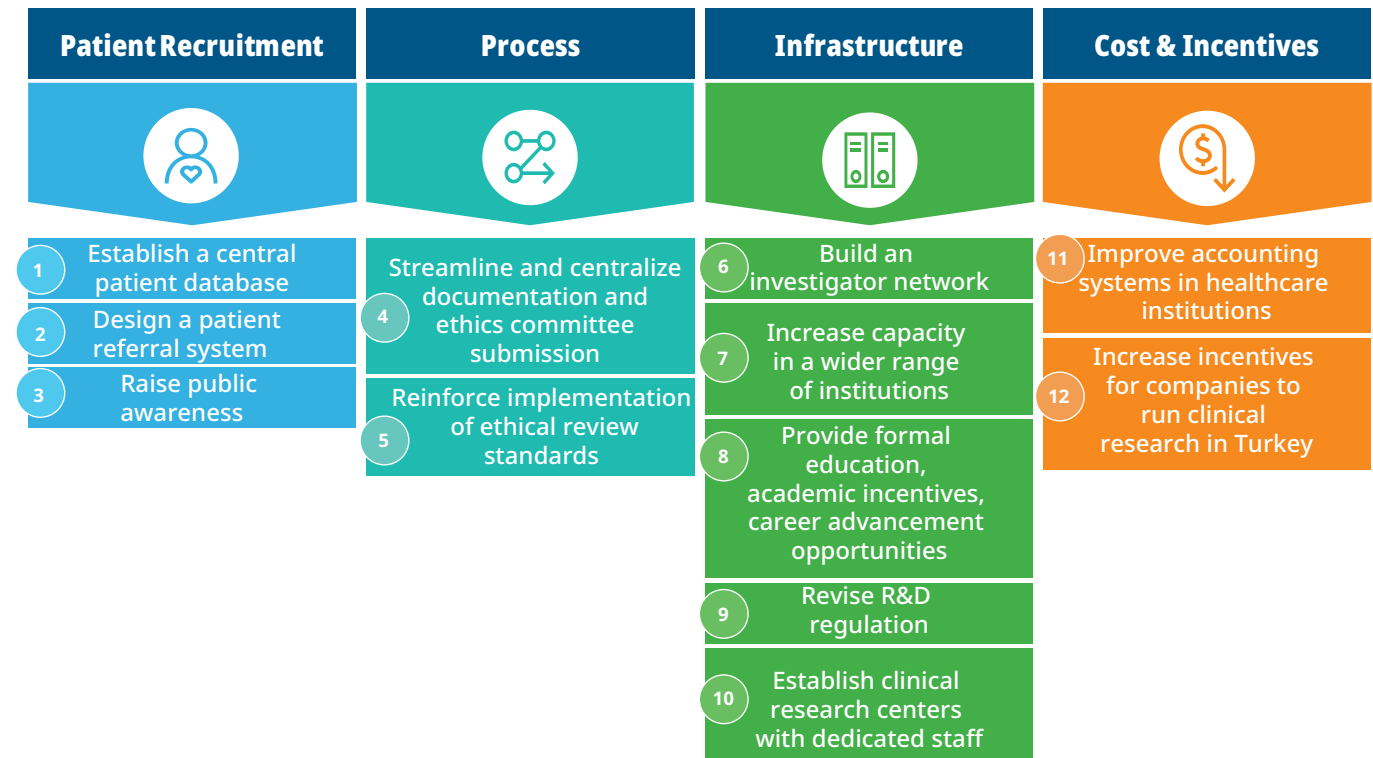 Patient Recruitment
1
Establish a central
patient database
2
Design a patient
referral system
3
Raise public
awareness
Process
4
Streamline and centralize
documentation and
ethics committee
submission
5
Reinforce implementation
of ethical review
standards
Infrastructure
6
Build an
investigator network
7
Increase capacity
in a wider range
of institutions
8
Provide formal
education,
academic incentives,
career advancement
opportunities
9
Revise R&D
regulation
10
Establish clinical
research centers
with dedicated staff
Cost & Incentives
$
11
Improve accounting
systems in healthcare
institutions
12
Increase incentives
for companies to
run clinical
research in Turkey